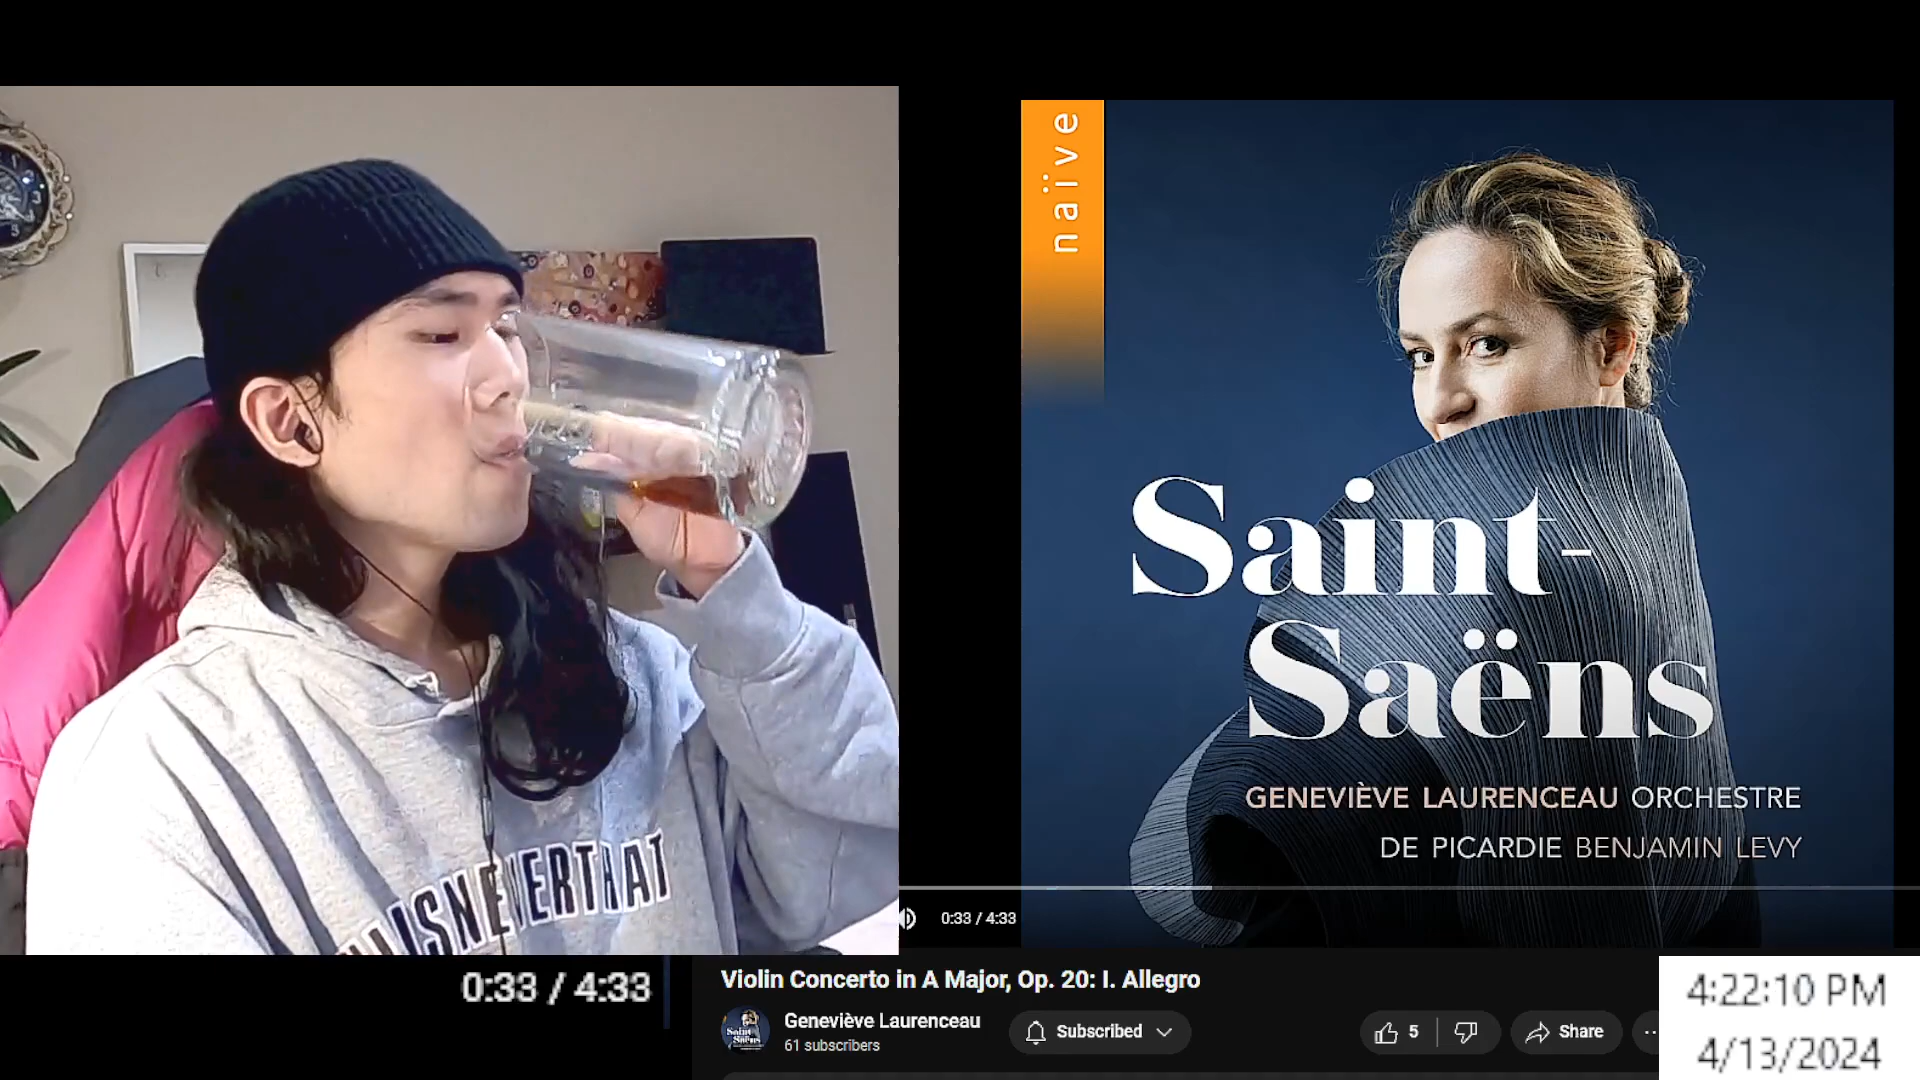 naïve
Saint-
Saëns
GENEVIÈVE LAURENCEAU ORCHESTRE
DE PICARDIE BENJAMIN LEVY
0:33 / 4:33
0:33 / 4:33
Violin Concerto in A Major, Op. 20: I. Allegro
Geneviève Laurenceau
61 subscribers
Subscribed
5
Share
4:22:10 PM
4/13/2024